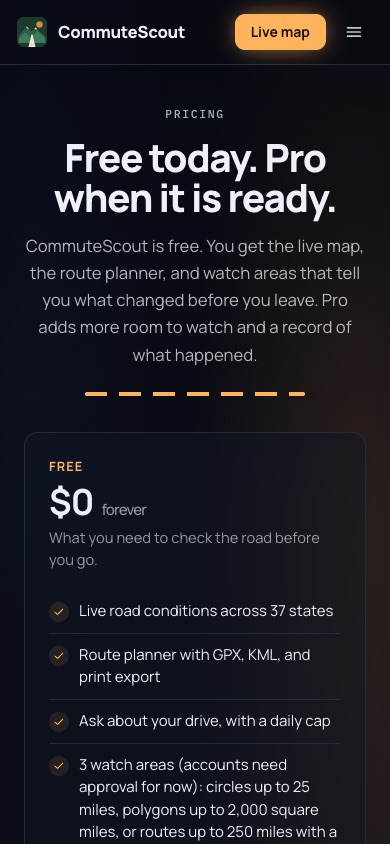 CommuteScout
Live map
PRICING
Free today. Pro
when it is ready.
CommuteScout is free. You get the live map,
the route planner, and watch areas that tell
you what changed before you leave. Pro
adds more room to watch and a record of
what happened.
FREE
$0 forever
What you need to check the road before
you go.
Live road conditions across 37 states
Route planner with GPX, KML, and
print export
Ask about your drive, with a daily cap
3 watch areas (accounts need
approval for now): circles up to 25
miles, polygons up to 2,000 square
miles, or routes up to 250 miles with a